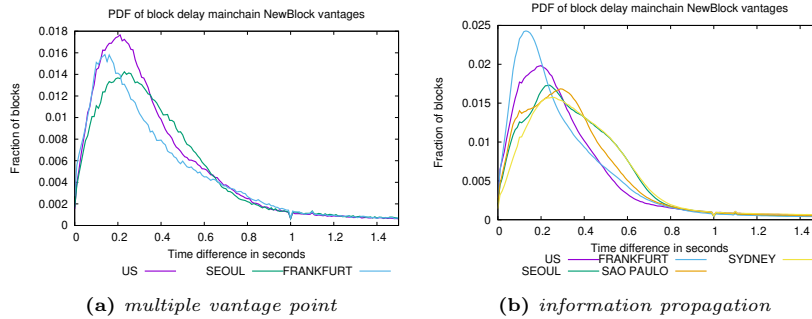 PDF of block delay mainchain NewBlock vantages
0.018
0.016
0.014
0.012
0.01
0.008
0.006
0.004
0.002
0
Fraction of blocks
0 0.2 0.4 0.6 0.8 1 1.2 1.4
Time difference in seconds
US SEOUL FRANKFURT
(a) multiple vantage point
PDF of block delay mainchain NewBlock vantages
0.025
0.02
0.015
0.01
0.005
0
Fraction of blocks
0 0.2 0.4 0.6 0.8 1 1.2 1.4
Time difference in seconds
US FRANKFURT SYDNEY
SEOUL SAO PAULO
(b) information propagation